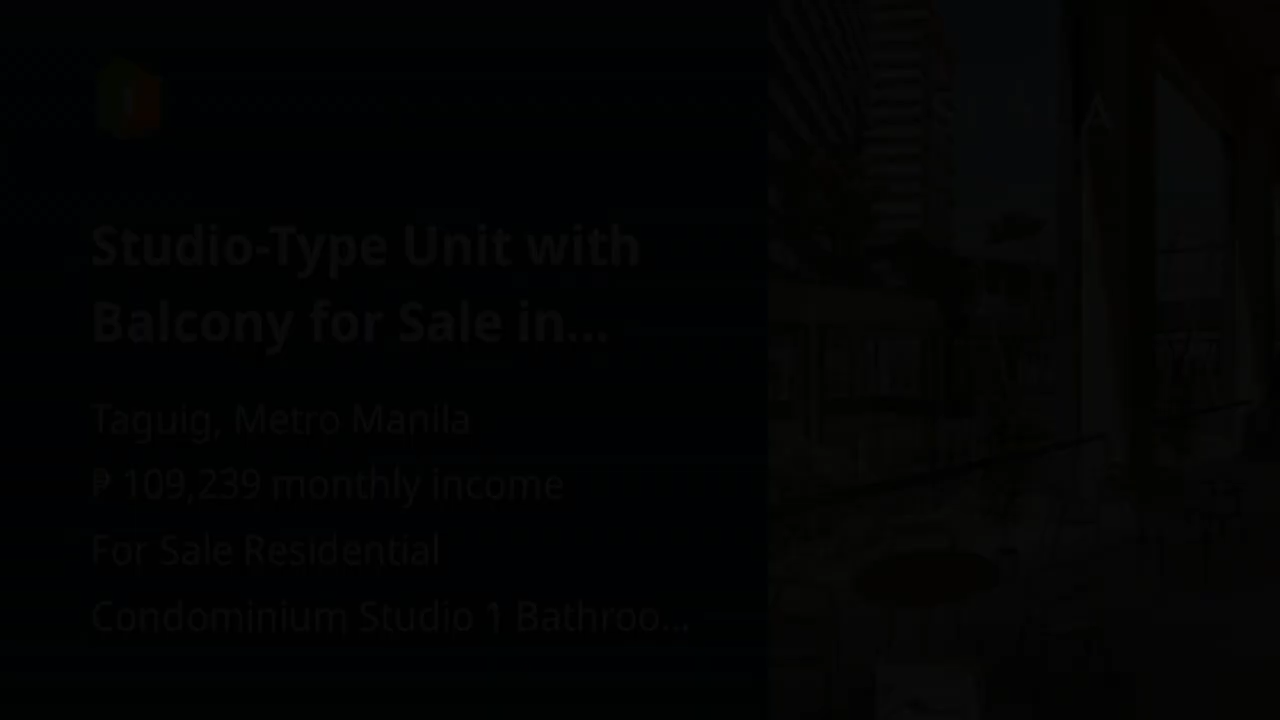 Studio-Type Unit with
Balcony for Sale in...
Taguig, Metro Manila
₱ 109,239 monthly income
For Sale Residential
Condominium Studio 1 Bathroo...